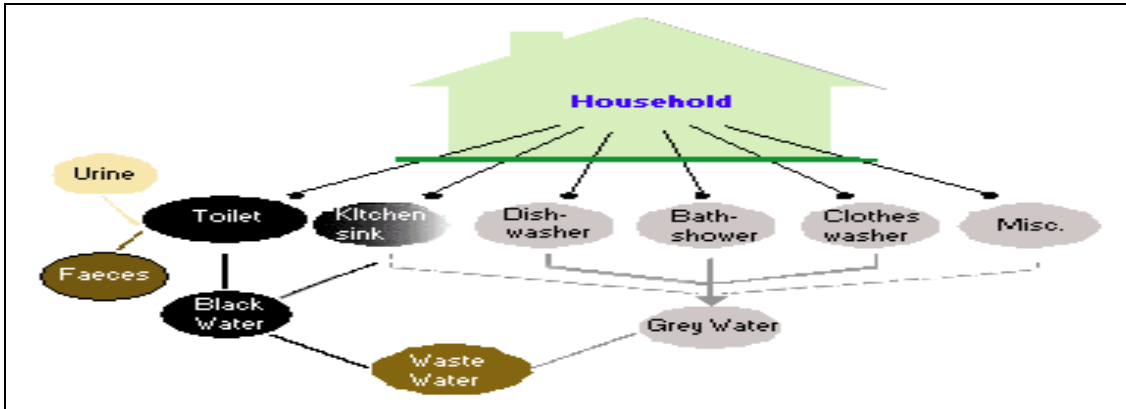 Household
Urine
Toilet
Kitchen
sink
Dish-
washer
Bath-
shower
Clothes
washer
Misc.
Faeces
Black
Water
Grey Water
Waste
Water